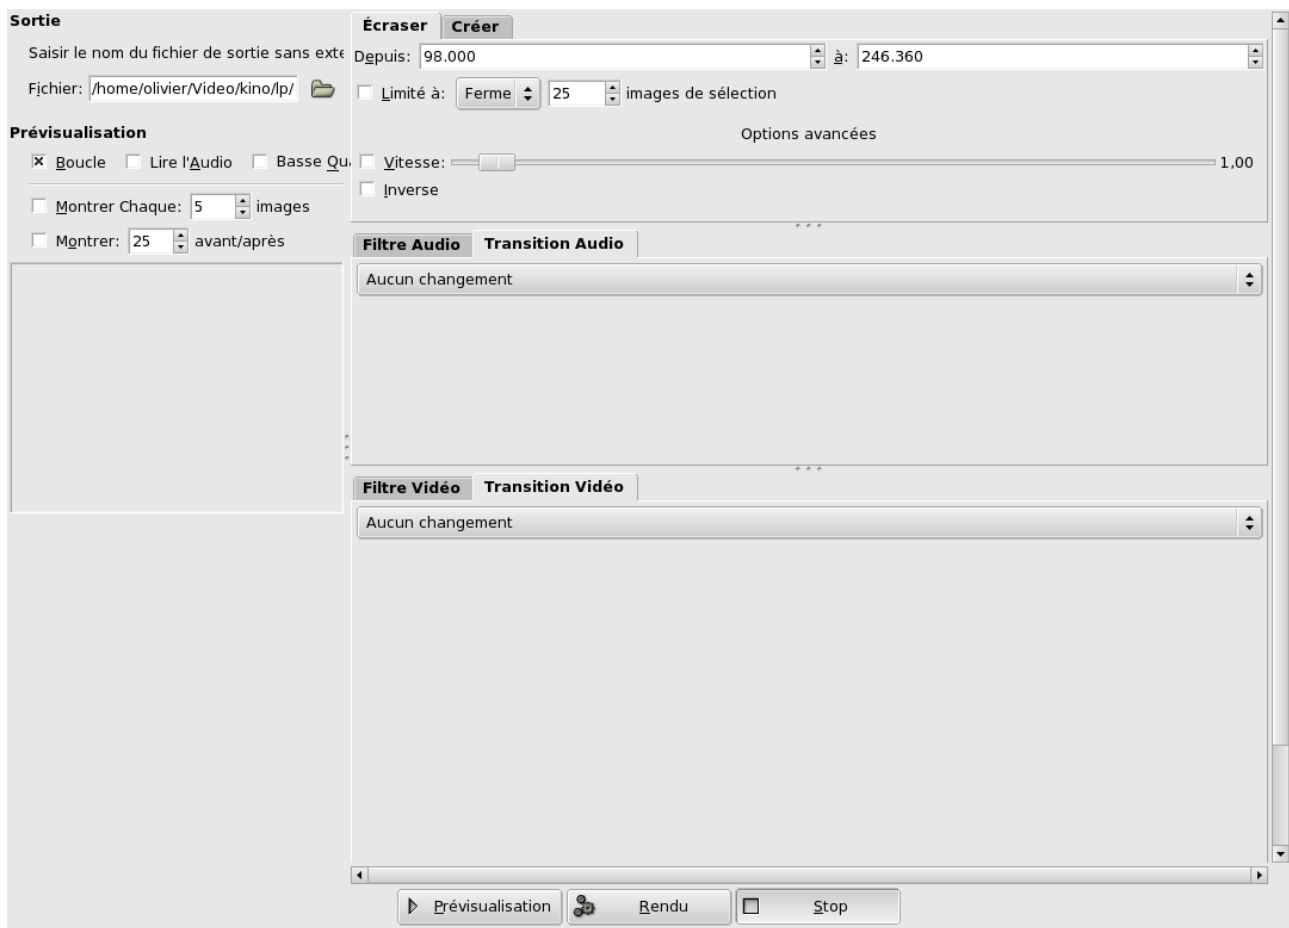 Sortie
Saisir le nom du fichier de sortie sans exte
Fichier: /home/olivier/Video/kino/lp/
Prévisualisation
Boucle Lire l'Audio Basse Qu
Montrer Chaque: 5 images
Montrer: 25 avant/après
Écraser Créer
Depuis: 98.000 à: 246.360
Limité à: Ferme 25 images de sélection
Options avancées
Vitesse: 1,00
Inverse
Filtre Audio Transition Audio
Aucun changement
Filtre Vidéo Transition Vidéo
Aucun changement
Prévisualisation Rendu Stop